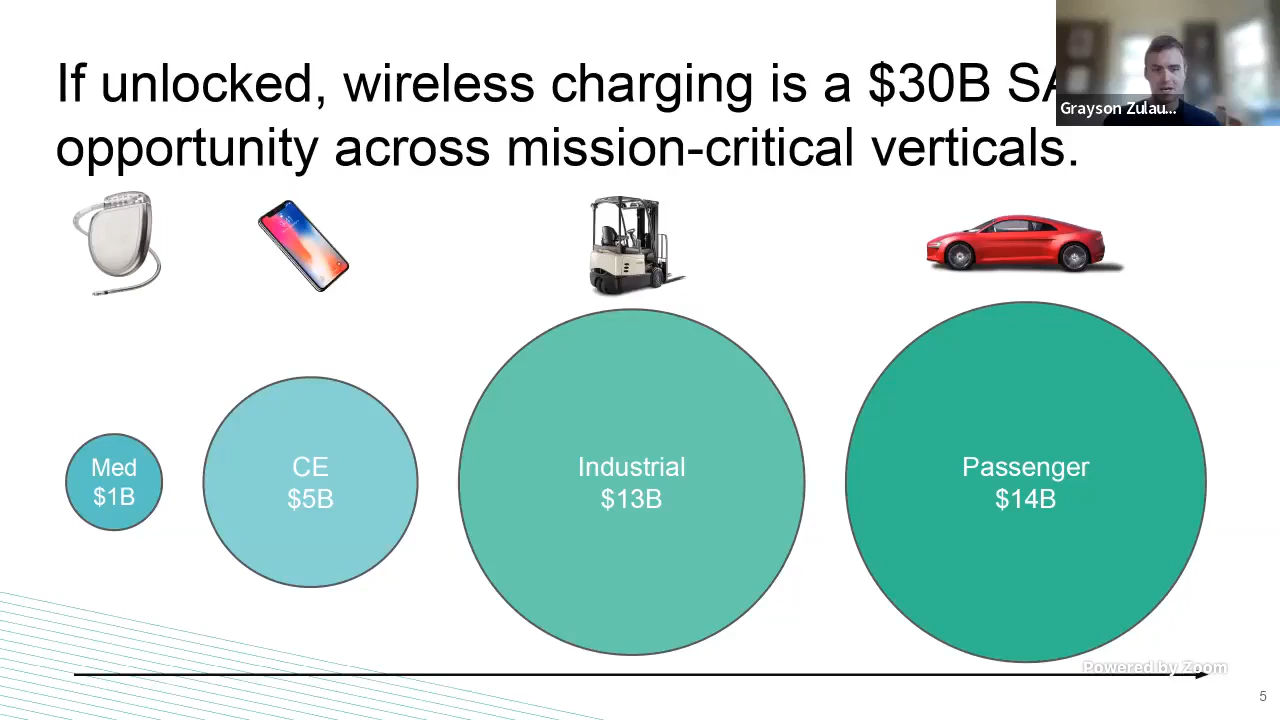 If unlocked, wireless charging is a $30B
opportunity across mission-critical verticals.
Grayson Zulau...
Med
$1B
CE
$5B
Industrial
$13B
Passenger
$14B
Powered by Zoom
5